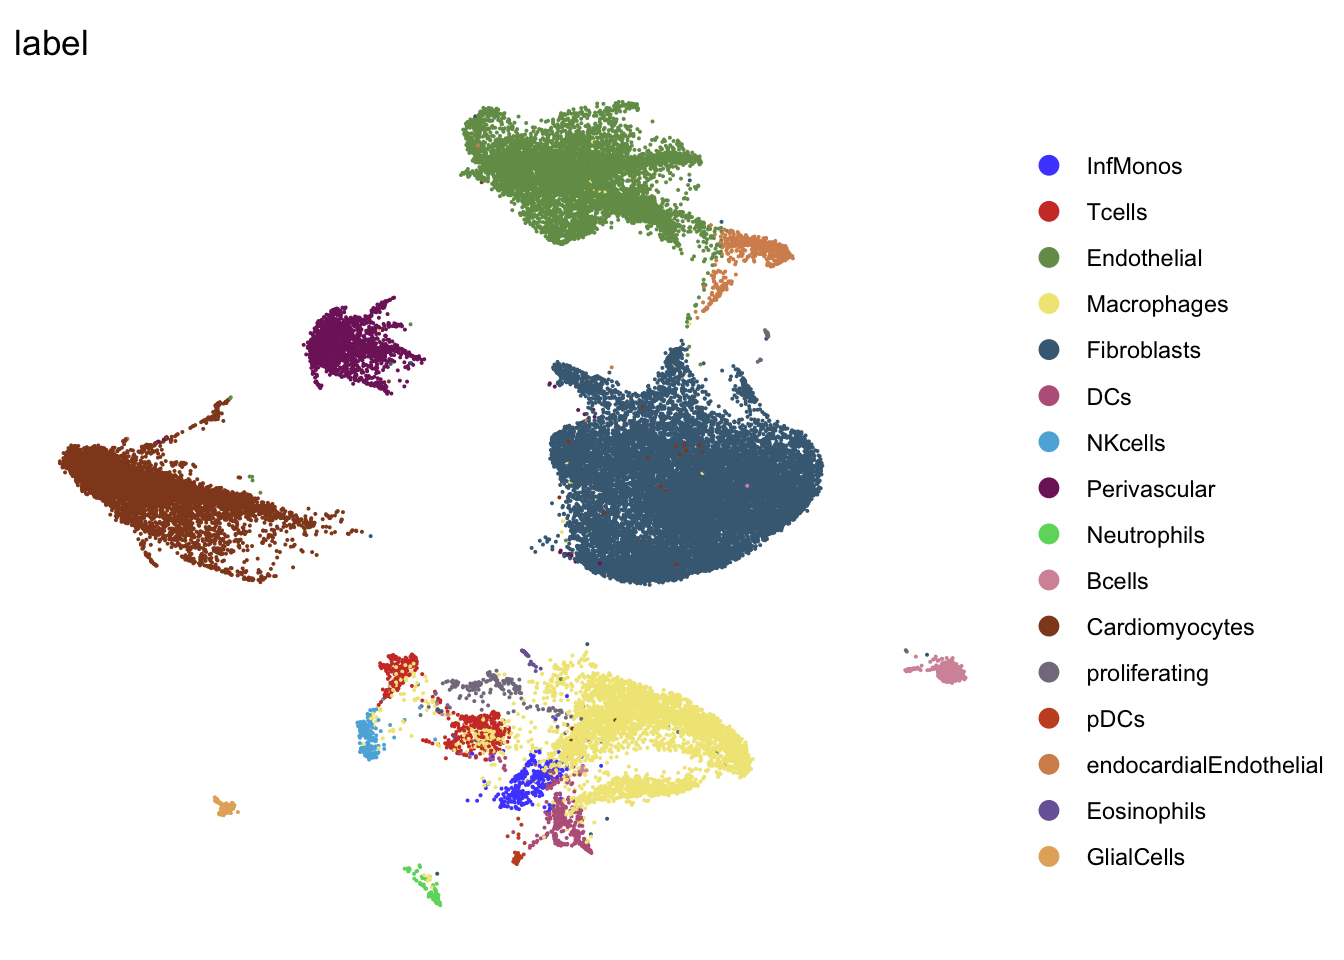 label
InfMonos
Tcells
Endothelial
Macrophages
Fibroblasts
DCs
NKcells
Perivascular
Neutrophils
Bcells
Cardiomyocytes
proliferating
pDCs
endocardialEndothelial
Eosinophils
GlialCells